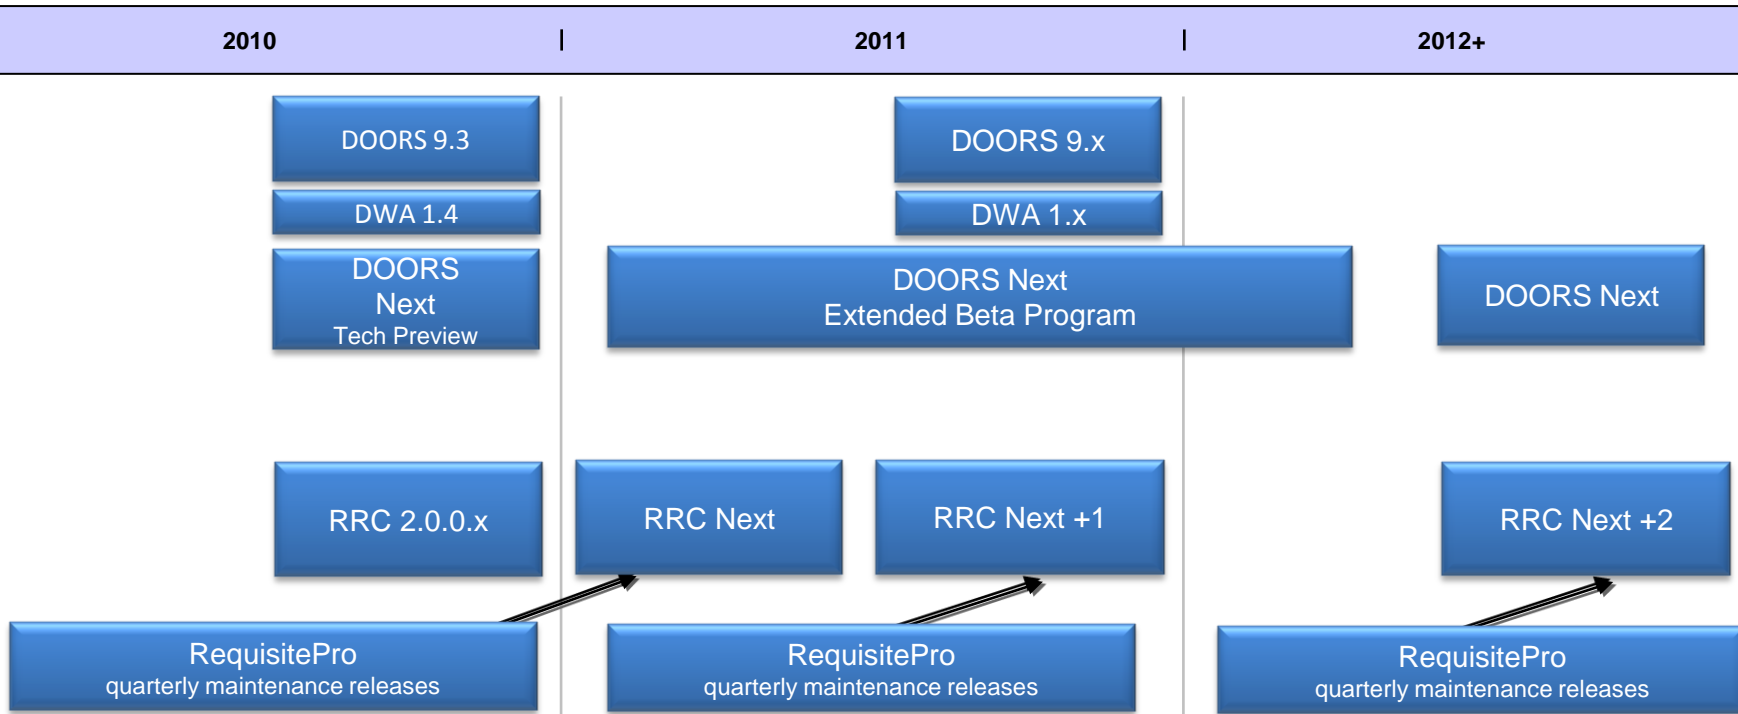 2010 | 2011 | 2012+
DOORS 9.3
DOORS 9.x
DWA 1.4
DWA 1.x
DOORS
Next
Tech Preview
DOORS Next
Extended Beta Program
DOORS Next
RRC 2.0.0.x
RRC Next
RRC Next +1
RRC Next +2
RequisitePro
quarterly maintenance releases
RequisitePro
quarterly maintenance releases
RequisitePro
quarterly maintenance releases